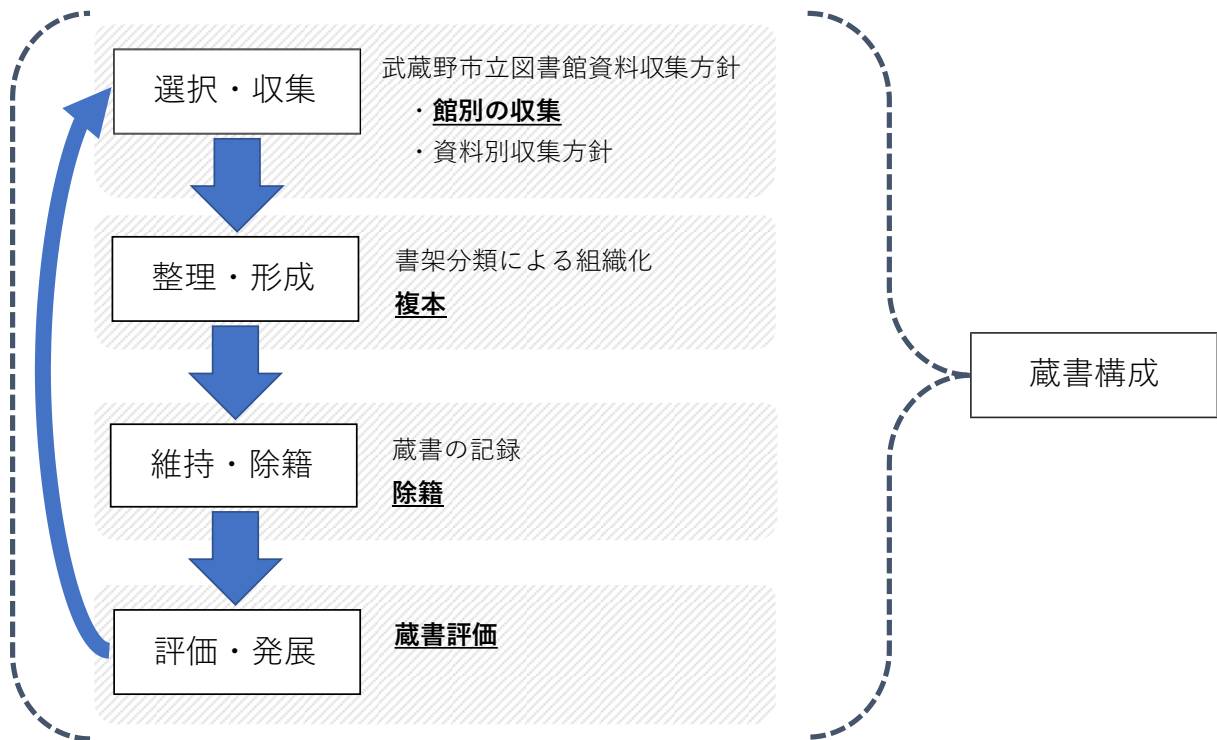 選択・収集
武蔵野市立図書館資料収集方針
・館別の収集
・資料別収集方針
整理・形成
書架分類による組織化
複本
維持・除籍
蔵書の記録
除籍
評価・発展
蔵書評価
蔵書構成